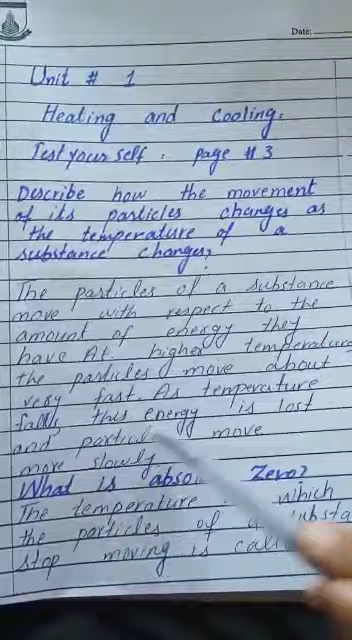 Date:
Unit # 1
Heating and Cooling.
Test your self. page # 3
Describe how the movement
of its particles changes as
the temperature of a
substance changes?
The particles of a substance
move with respect to the
amount of energy they
have At higher temperature
the particles move about
very fast. As temperature
falls, this energy is lost
and particle move
more slowly
What is abso Zero?
The temperature which
the particles of a substa
stop moving is call